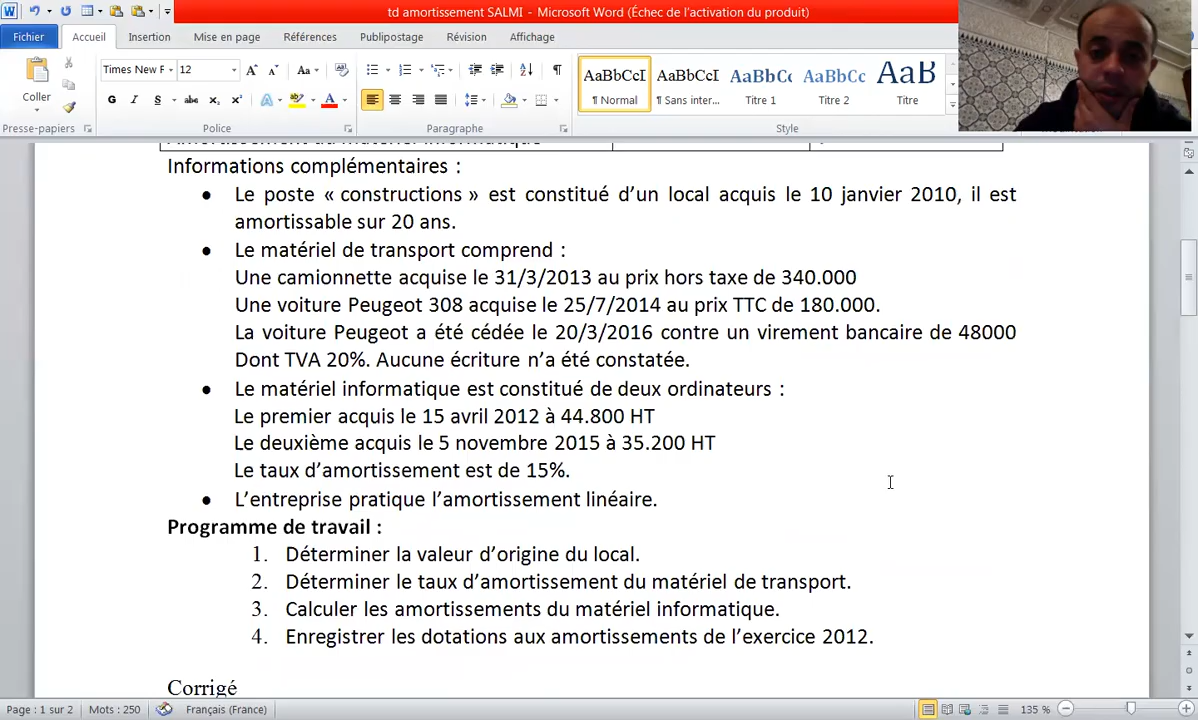 td amortissement SALMI - Microsoft Word (Échec de l'activation du produit)
Fichier Accueil Insertion Mise en page Références Publipostage Révision Affichage
Times New F 12 Aa
AaBbCcI AaBbCcI AaBbCc AaBbCc AaB
Coller G I S abc x₂ x² A ab A ¶ Normal ¶ Sans inter... Titre 1 Titre 2 Titre
Presse-papiers Police Paragraphe Style
Informations complémentaires :
• Le poste « constructions » est constitué d'un local acquis le 10 janvier 2010, il est
amortissable sur 20 ans.
• Le matériel de transport comprend :
Une camionnette acquise le 31/3/2013 au prix hors taxe de 340.000
Une voiture Peugeot 308 acquise le 25/7/2014 au prix TTC de 180.000.
La voiture Peugeot a été cédée le 20/3/2016 contre un virement bancaire de 48000
Dont TVA 20%. Aucune écriture n'a été constatée.
• Le matériel informatique est constitué de deux ordinateurs :
Le premier acquis le 15 avril 2012 à 44.800 HT
Le deuxième acquis le 5 novembre 2015 à 35.200 HT
Le taux d'amortissement est de 15%.
• L'entreprise pratique l'amortissement linéaire.
Programme de travail :
1. Déterminer la valeur d'origine du local.
2. Déterminer le taux d'amortissement du matériel de transport.
3. Calculer les amortissements du matériel informatique.
4. Enregistrer les dotations aux amortissements de l'exercice 2012.
Corrigé
Page : 1 sur 2 Mots : 250 Français (France) 135 %